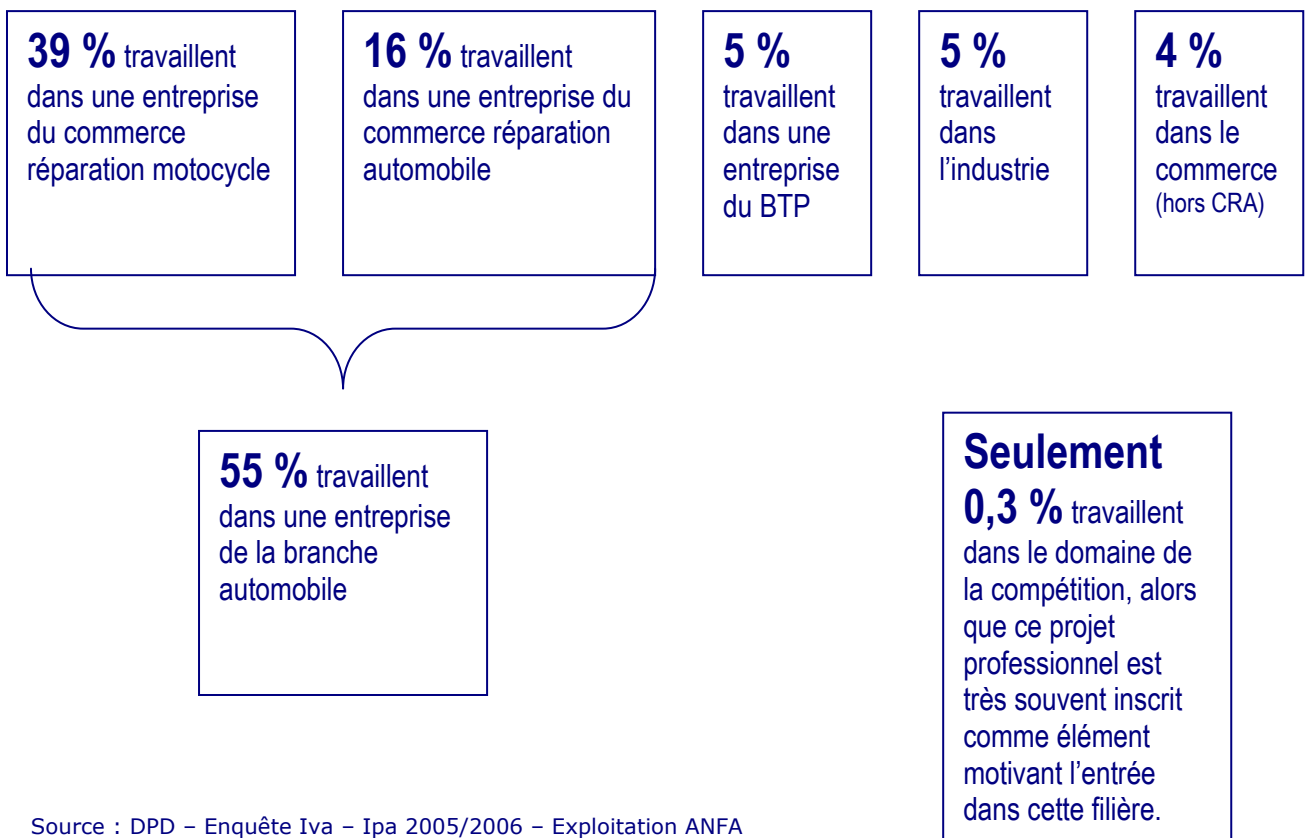 39 % travaillent
dans une entreprise
du commerce
réparation motocycle
16 % travaillent
dans une entreprise du
commerce réparation
automobile
5 %
travaillent
dans une
entreprise
du BTP
5 %
travaillent
dans
l’industrie
4 %
travaillent
dans le
commerce
(hors CRA)
55 % travaillent
dans une entreprise
de la branche
automobile
Seulement
0,3 % travaillent
dans le domaine de
la compétition, alors
que ce projet
professionnel est
très souvent inscrit
comme élément
motivant l’entrée
dans cette filière.
Source : DPD – Enquête Iva – Ipa 2005/2006 – Exploitation ANFA